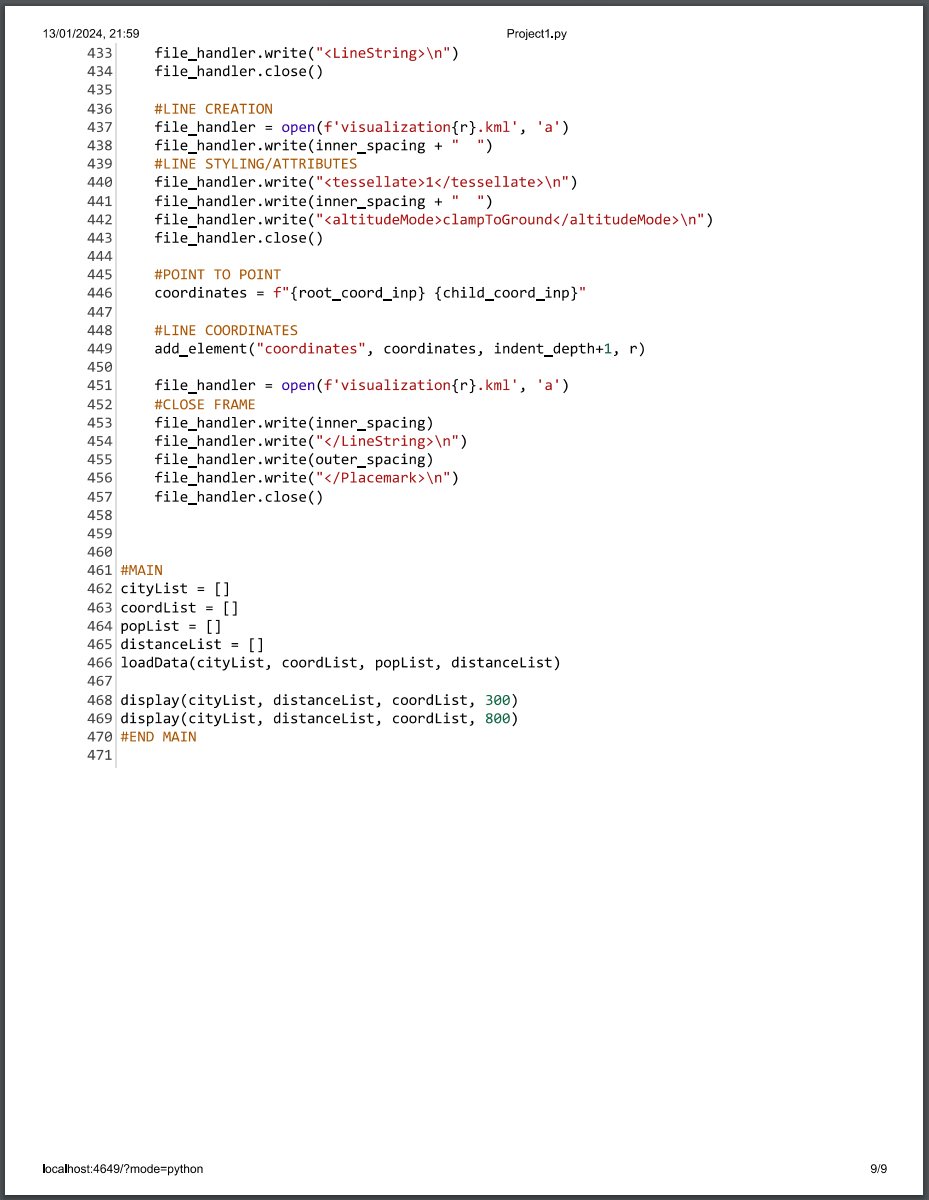 13/01/2024, 21:59 Project1.py
433 file_handler.write("<LineString>\n")
434 file_handler.close()
435
436 #LINE CREATION
437 file_handler = open(f'visualization{r}.kml', 'a')
438 file_handler.write(inner_spacing + "  ")
439 #LINE STYLING/ATTRIBUTES
440 file_handler.write("<tessellate>1</tessellate>\n")
441 file_handler.write(inner_spacing + "  ")
442 file_handler.write("<altitudeMode>clampToGround</altitudeMode>\n")
443 file_handler.close()
444
445 #POINT TO POINT
446 coordinates = f"{root_coord_inp} {child_coord_inp}"
447
448 #LINE COORDINATES
449 add_element("coordinates", coordinates, indent_depth+1, r)
450
451 file_handler = open(f'visualization{r}.kml', 'a')
452 #CLOSE FRAME
453 file_handler.write(inner_spacing)
454 file_handler.write("</LineString>\n")
455 file_handler.write(outer_spacing)
456 file_handler.write("</Placemark>\n")
457 file_handler.close()
458
459
460
461 #MAIN
462 cityList = []
463 coordList = []
464 popList = []
465 distanceList = []
466 loadData(cityList, coordList, popList, distanceList)
467
468 display(cityList, distanceList, coordList, 300)
469 display(cityList, distanceList, coordList, 800)
470 #END MAIN
471
localhost:4649/?mode=python 9/9